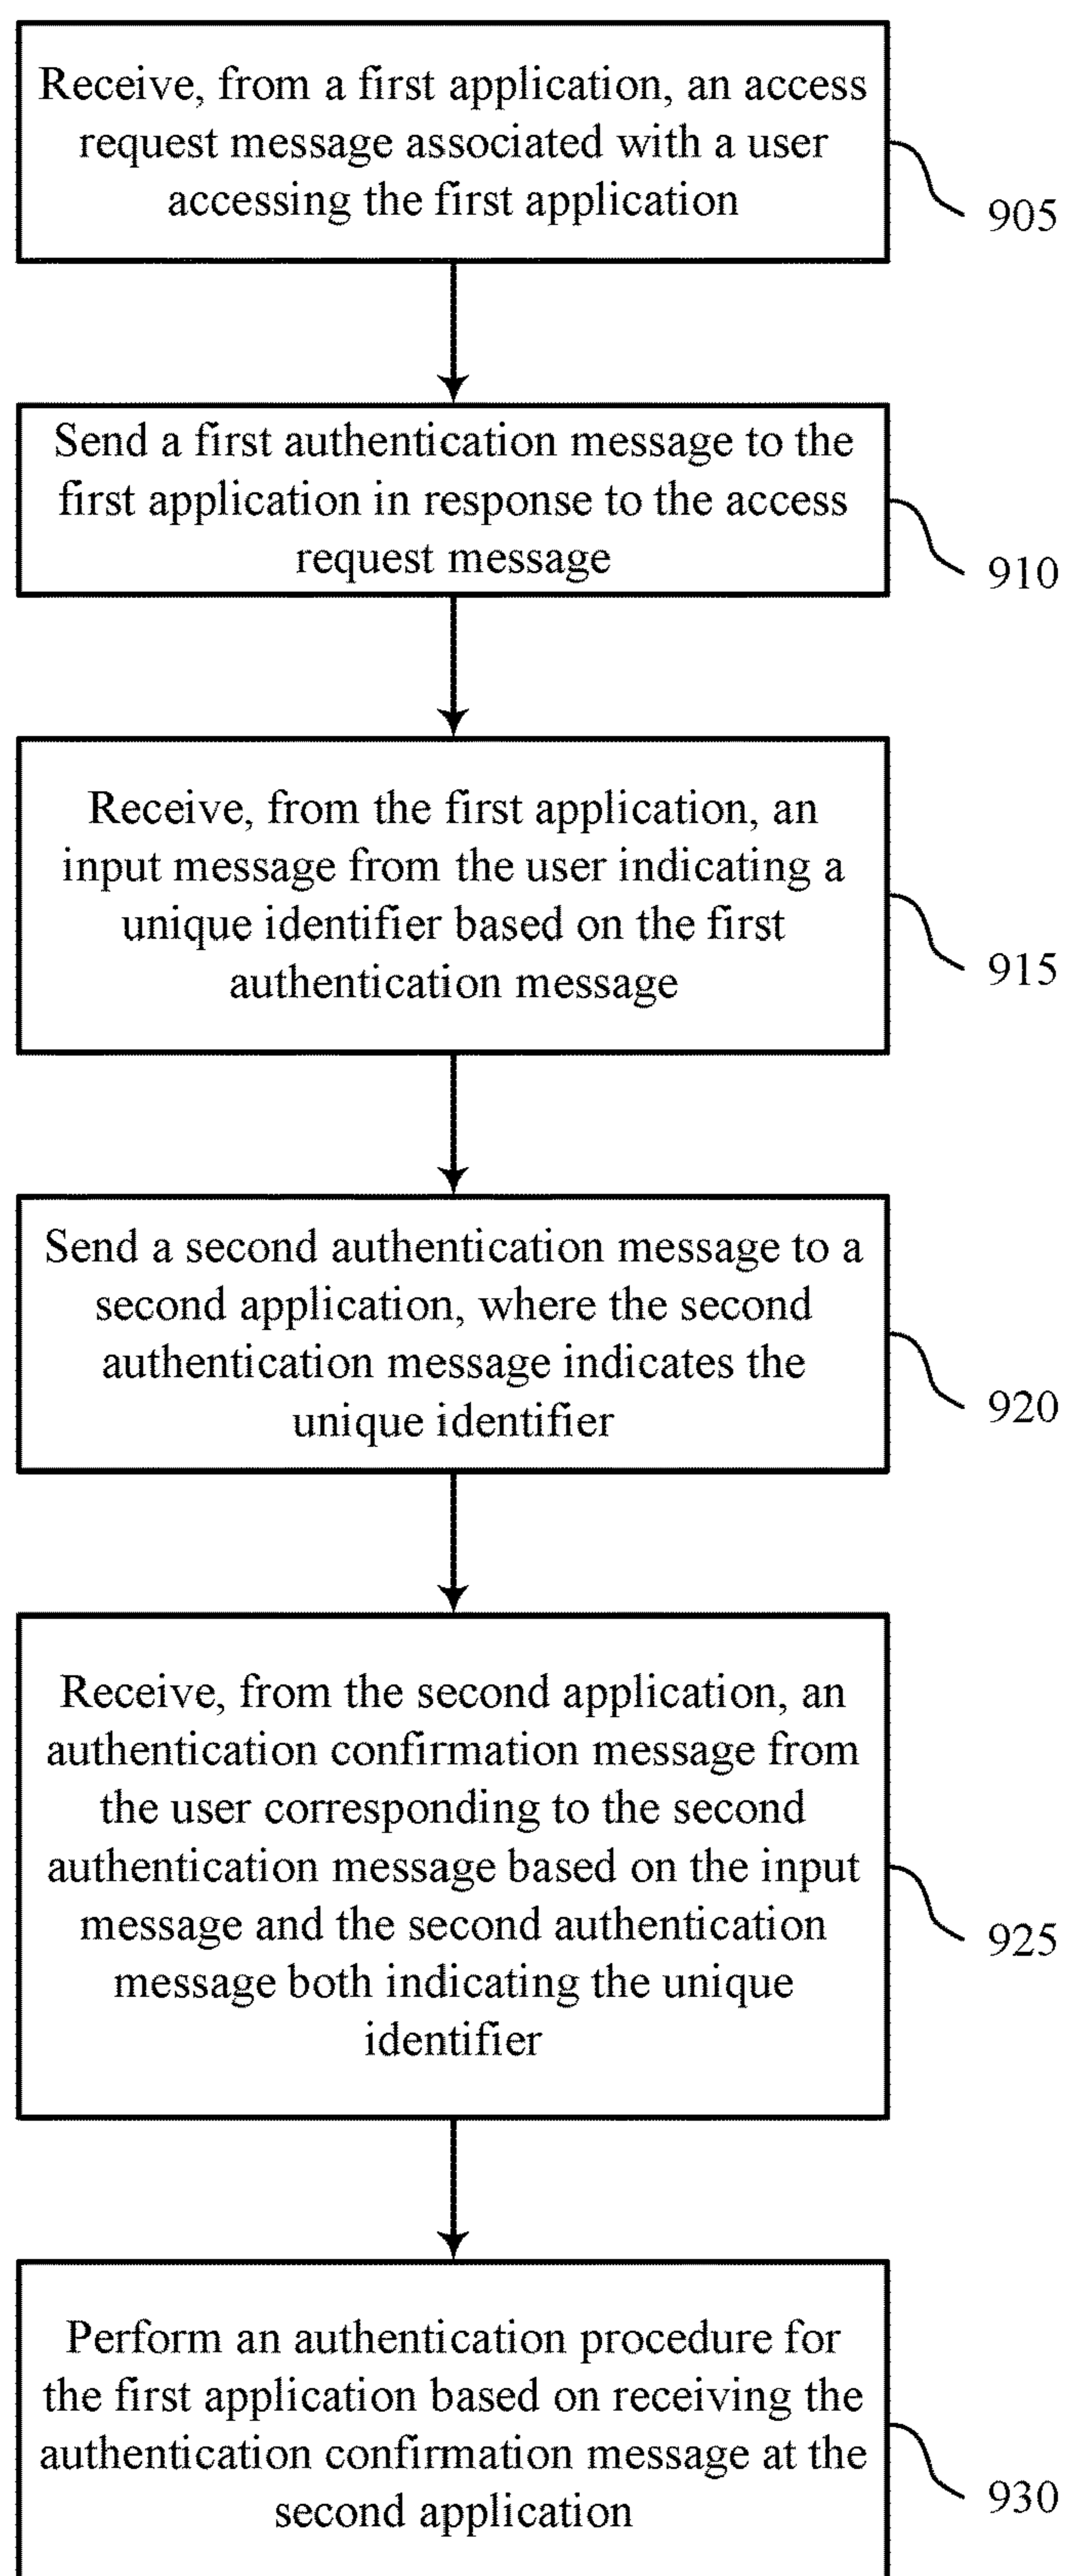 Receive, from a first application, an access
request message associated with a user
accessing the first application
905
Send a first authentication message to the
first application in response to the access
request message
910
Receive, from the first application, an
input message from the user indicating a
unique identifier based on the first
authentication message
915
Send a second authentication message to a
second application, where the second
authentication message indicates the
unique identifier
920
Receive, from the second application, an
authentication confirmation message from
the user corresponding to the second
authentication message based on the input
message and the second authentication
message both indicating the unique
identifier
925
Perform an authentication procedure for
the first application based on receiving the
authentication confirmation message at the
second application
930